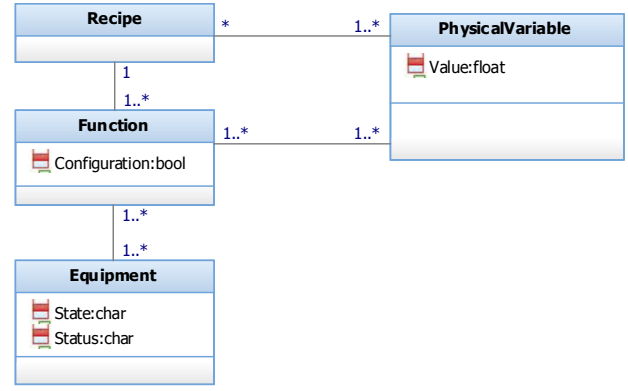 Recipe
* 1..*
PhysicalVariable
Value:float
1
1..*
Function
1..* 1..*
Configuration:bool
1..*
1..*
Equipment
State:char
Status:char